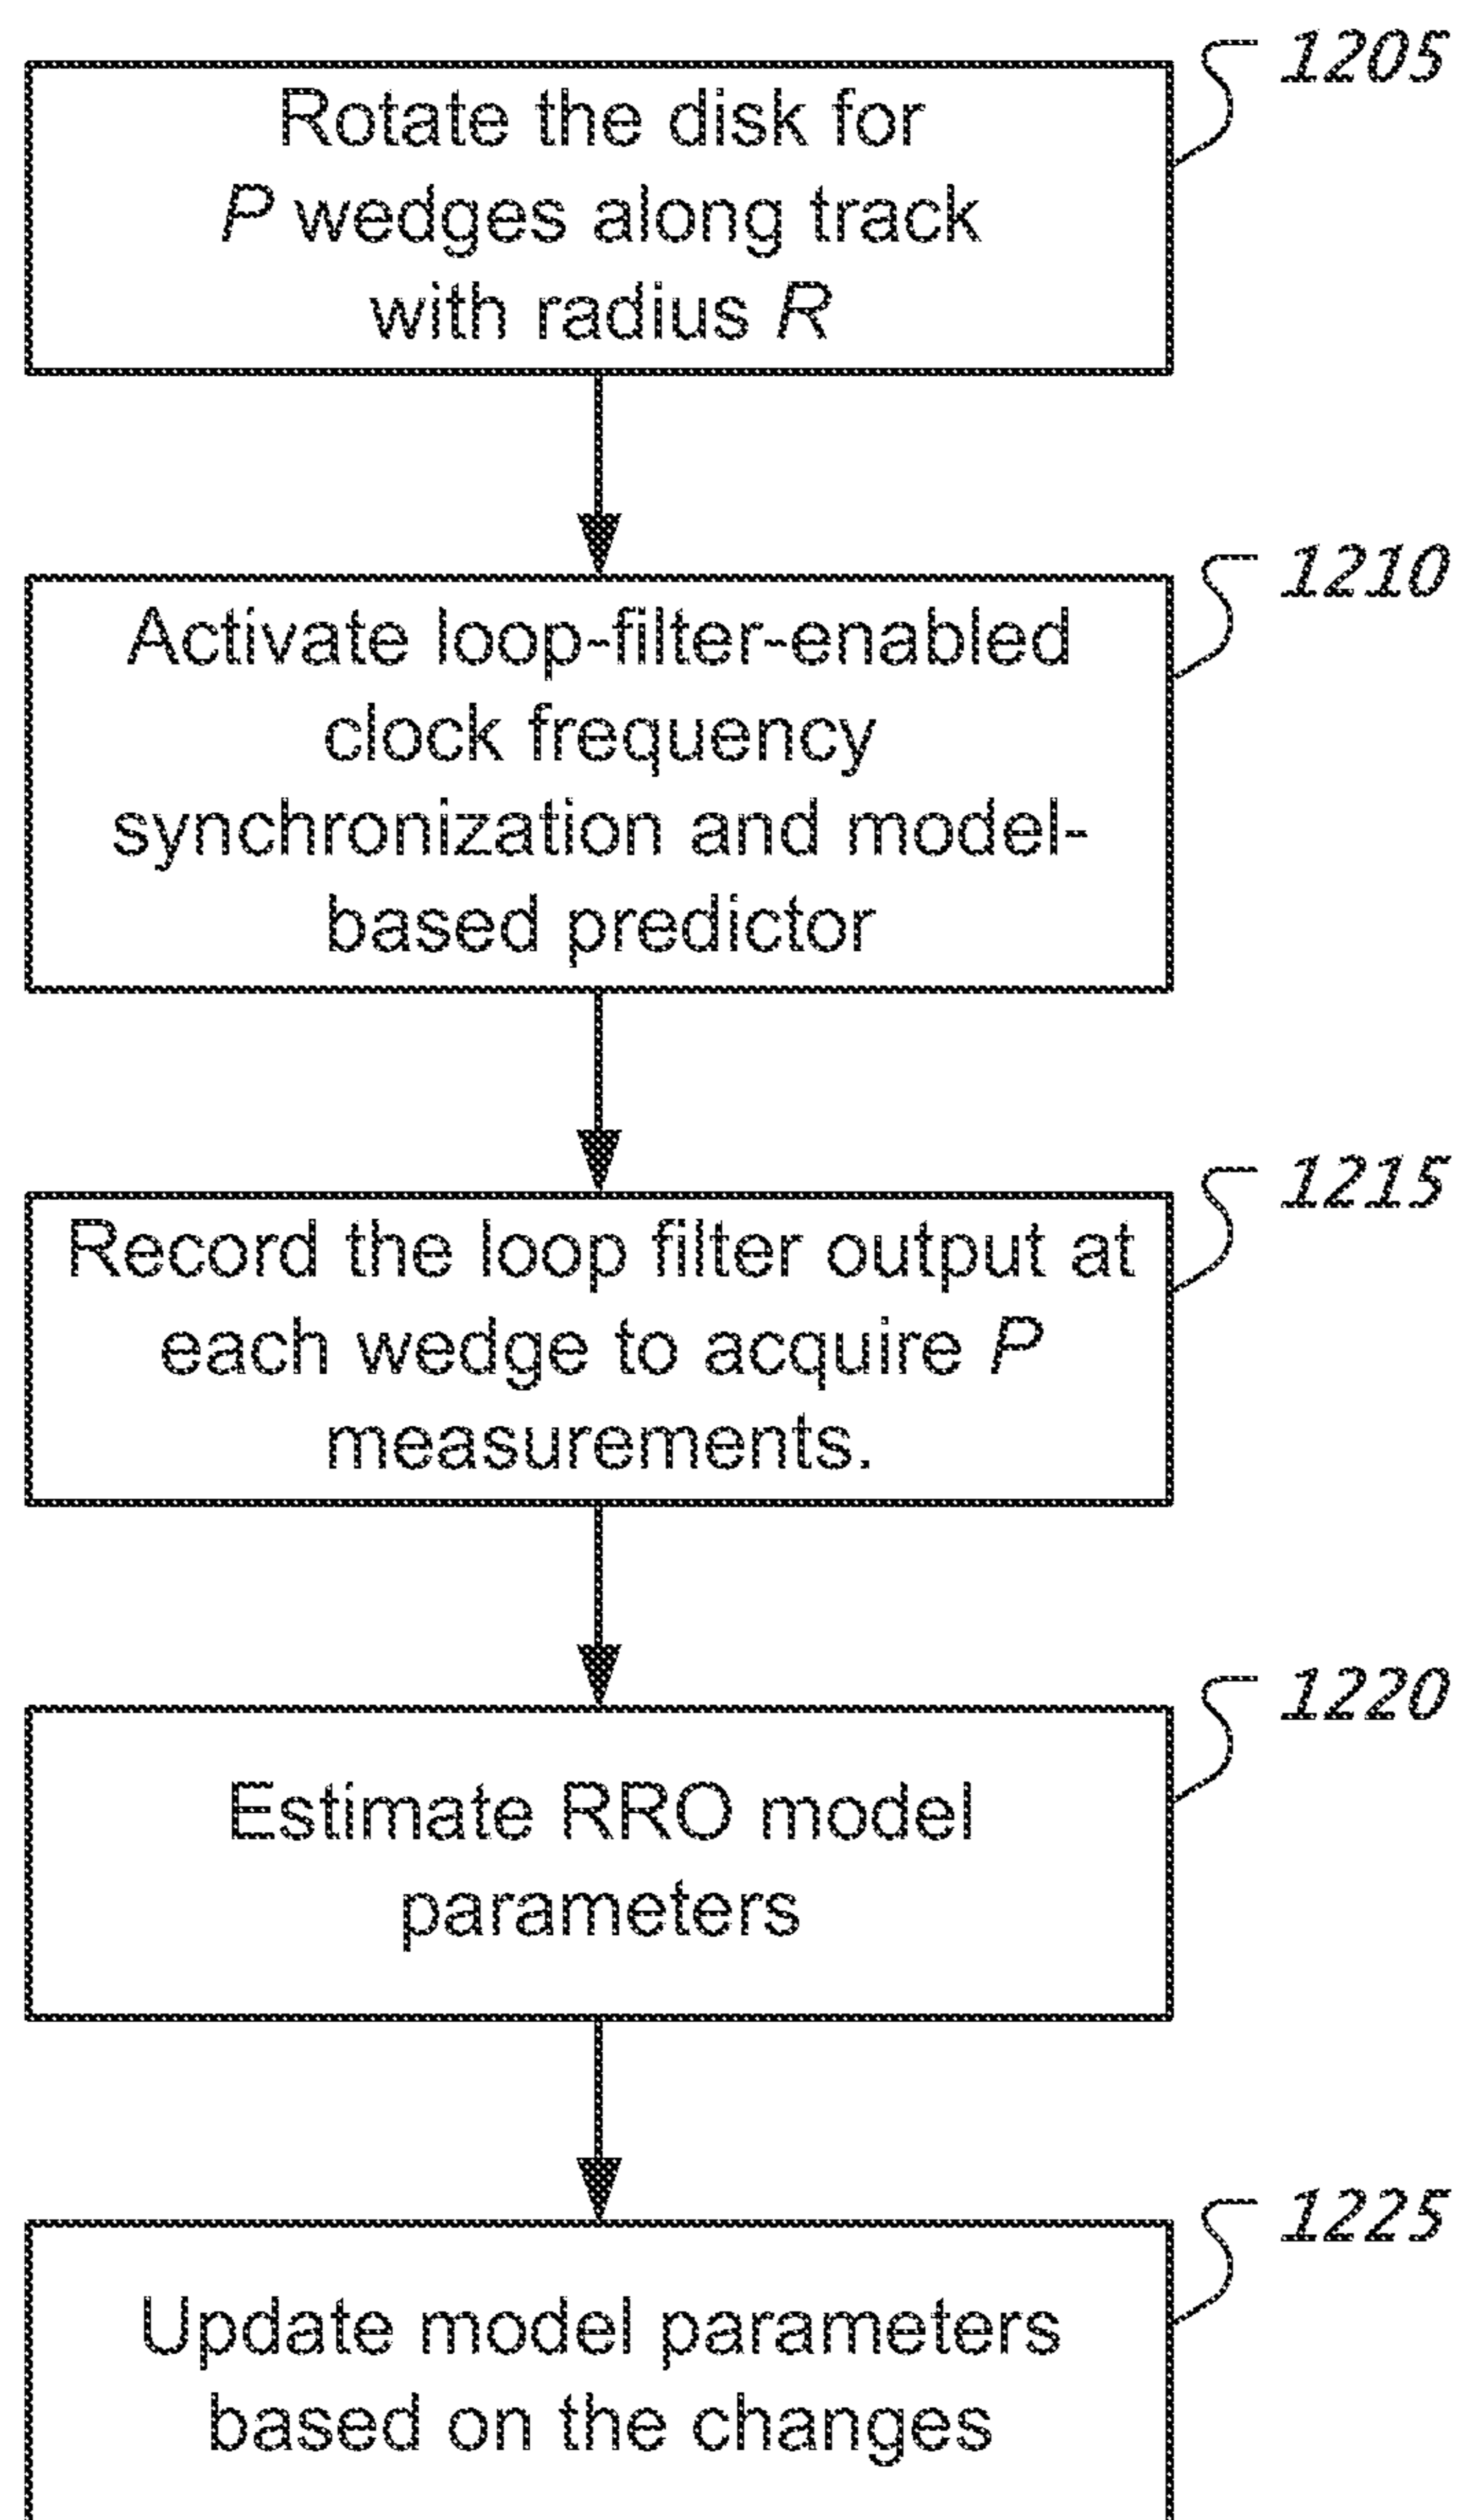 1205
Rotate the disk for
P wedges along track
with radius R
1210
Activate loop-filter-enabled
clock frequency
synchronization and model-
based predictor
1215
Record the loop filter output at
each wedge to acquire P
measurements.
1220
Estimate RRO model
parameters
1225
Update model parameters
based on the changes